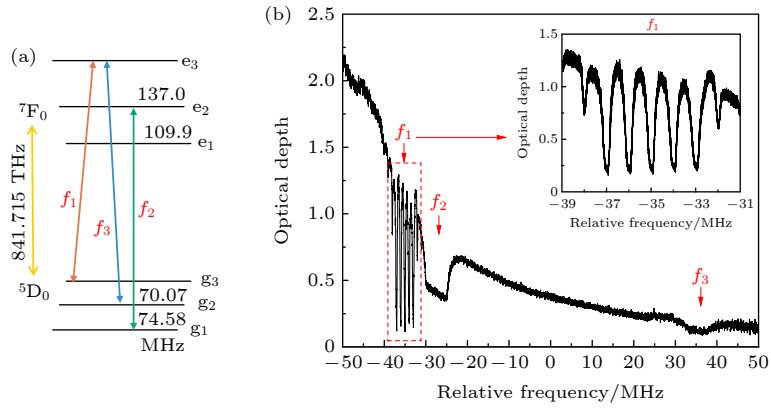 (a)
e₃
137.0
⁷F₀
e₂
109.9
e₁
841.715 THz
f₁
f₂
f₃
g₃
⁵D₀
70.07
g₂
74.58
g₁
MHz
(b)
2.5
2.0
1.5
1.0
0.5
0
Optical depth
−50 −40 −30 −20 −10 0 10 20 30 40 50
Relative frequency/MHz
f₁
f₂
f₃
f₁
1.5
1.0
0.5
0
Optical depth
−39 −37 −35 −33 −31
Relative frequency/MHz